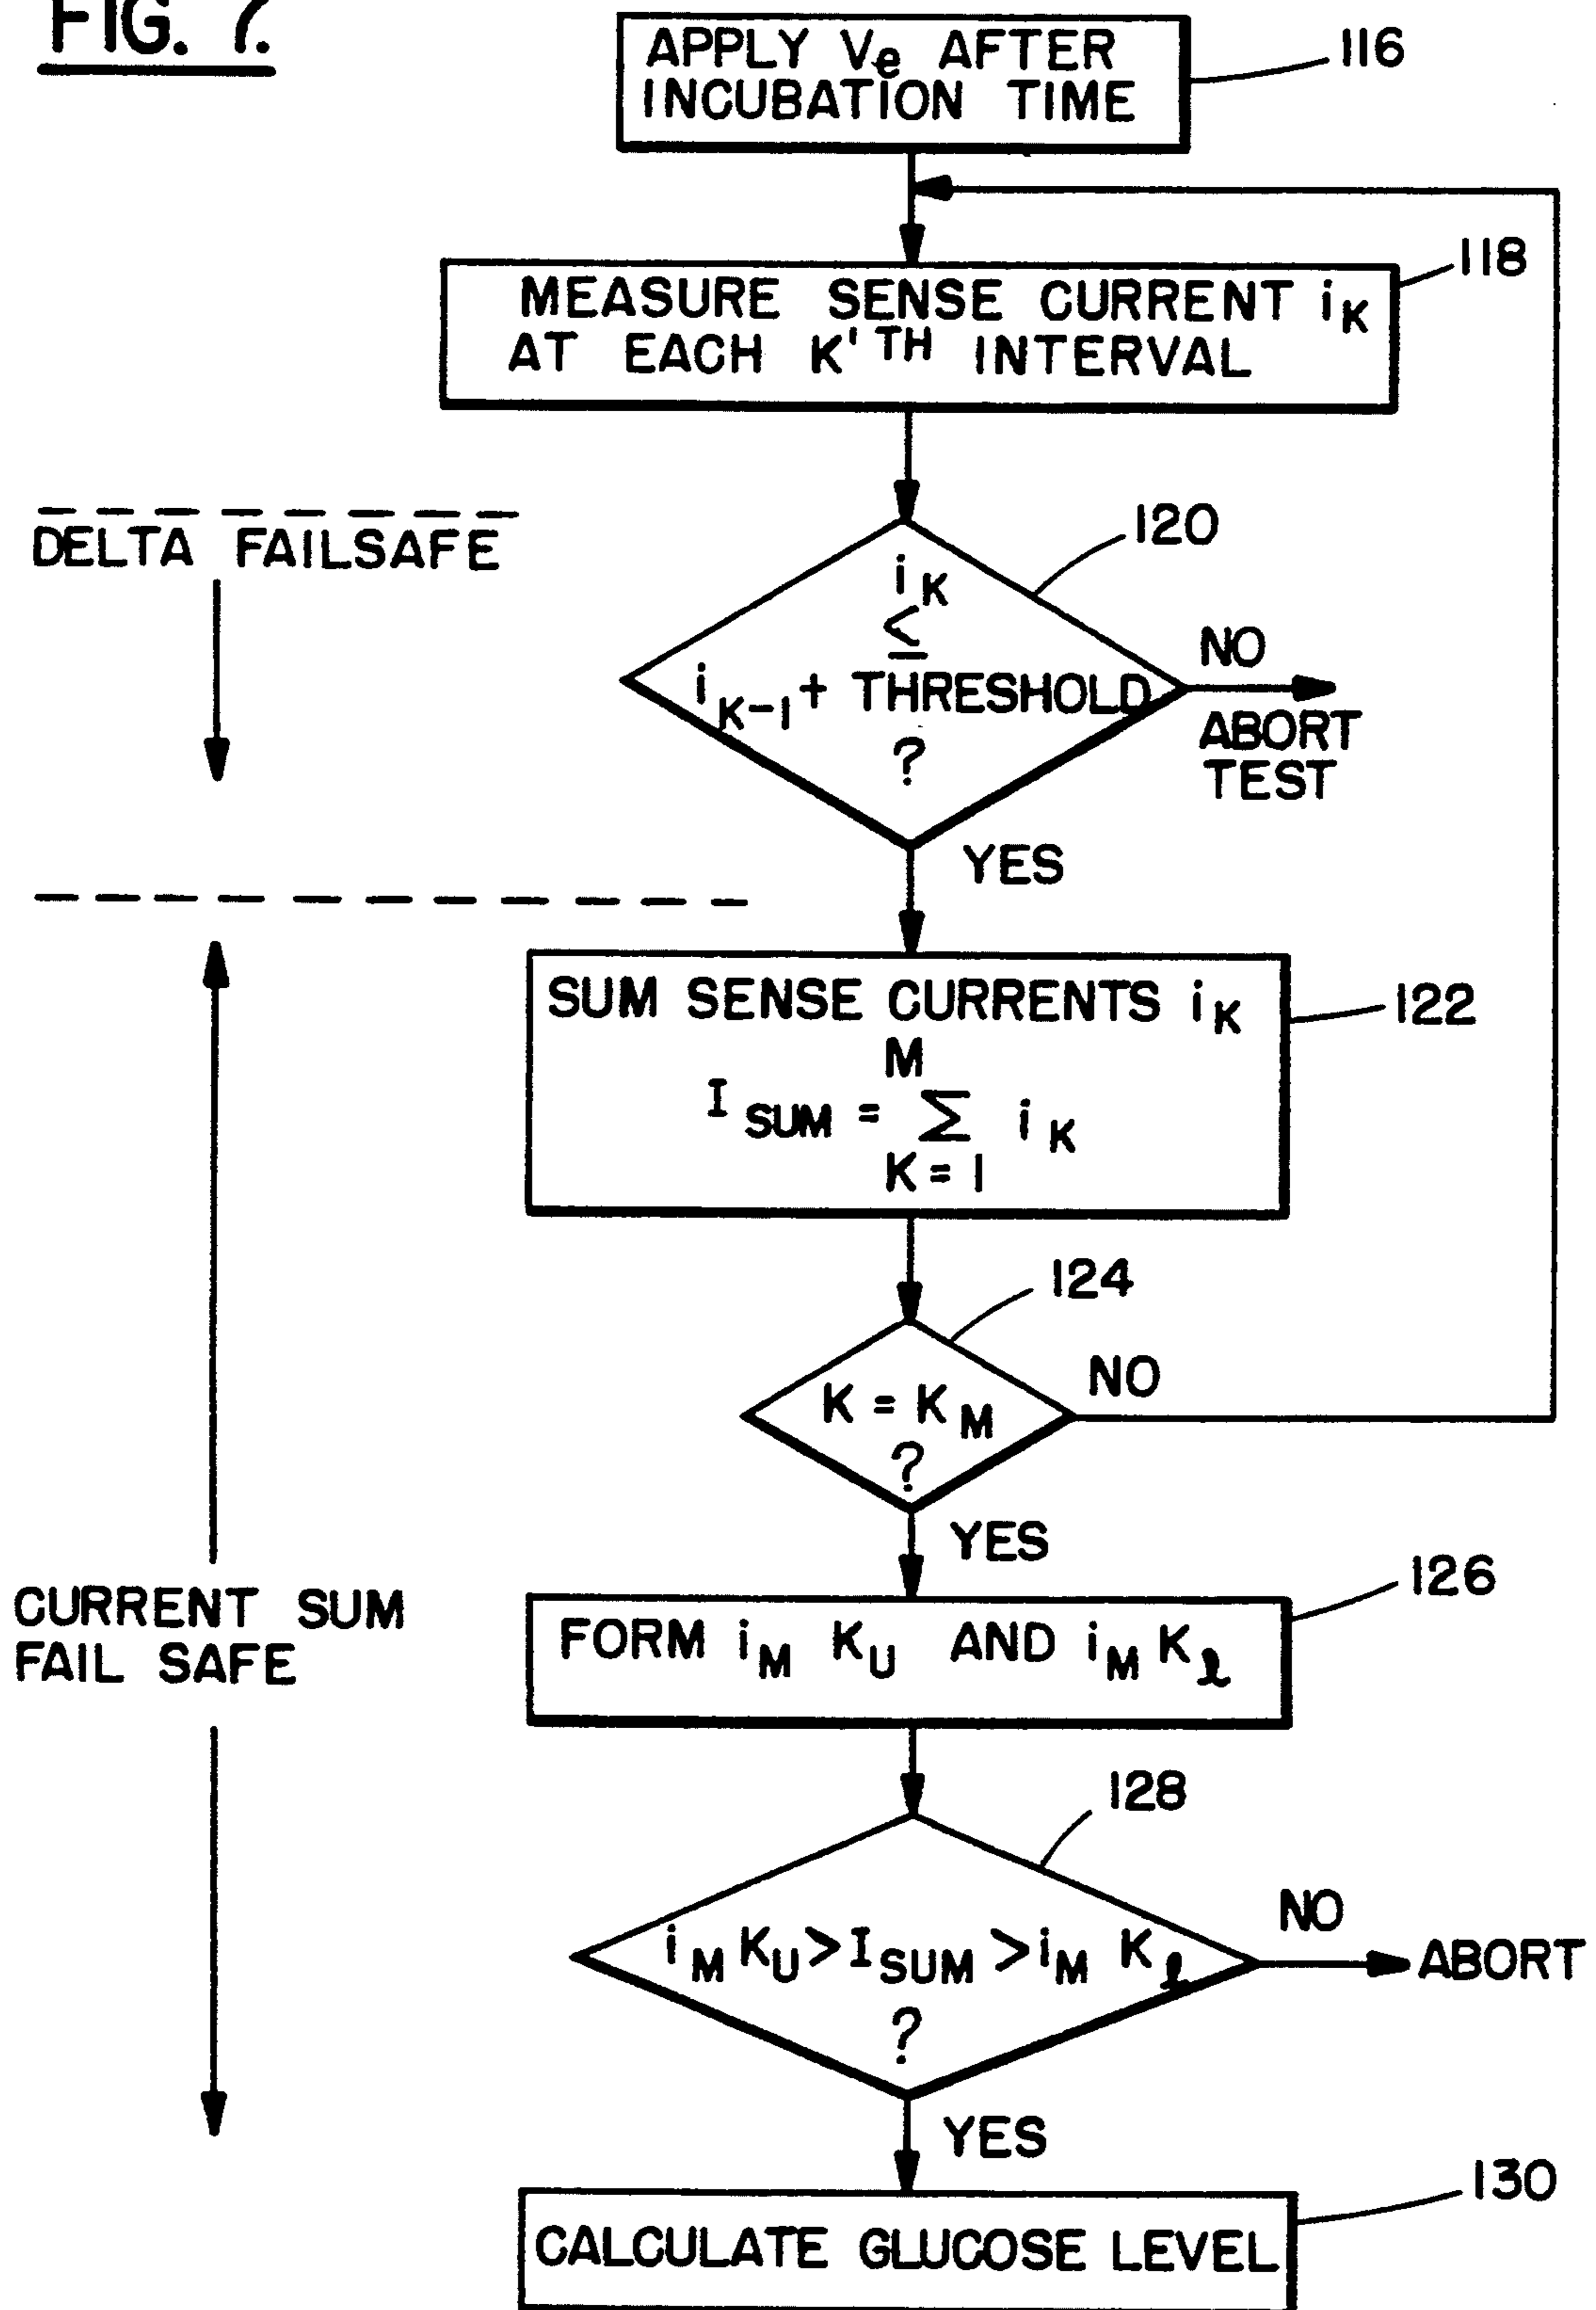 FIG. 7.
APPLY Ve AFTER
INCUBATION TIME
116
MEASURE SENSE CURRENT iK
AT EACH K'TH INTERVAL
118
DELTA FAILSAFE
120
iK
≤
iK-1 + THRESHOLD
?
NO
ABORT
TEST
YES
SUM SENSE CURRENTS iK
M
ISUM = Σ iK
K = 1
122
124
K = KM
?
NO
YES
CURRENT SUM
FAIL SAFE
126
FORM iM KU AND iM Kℓ
128
iM KU > ISUM > iM Kℓ
?
NO
ABORT
YES
130
CALCULATE GLUCOSE LEVEL